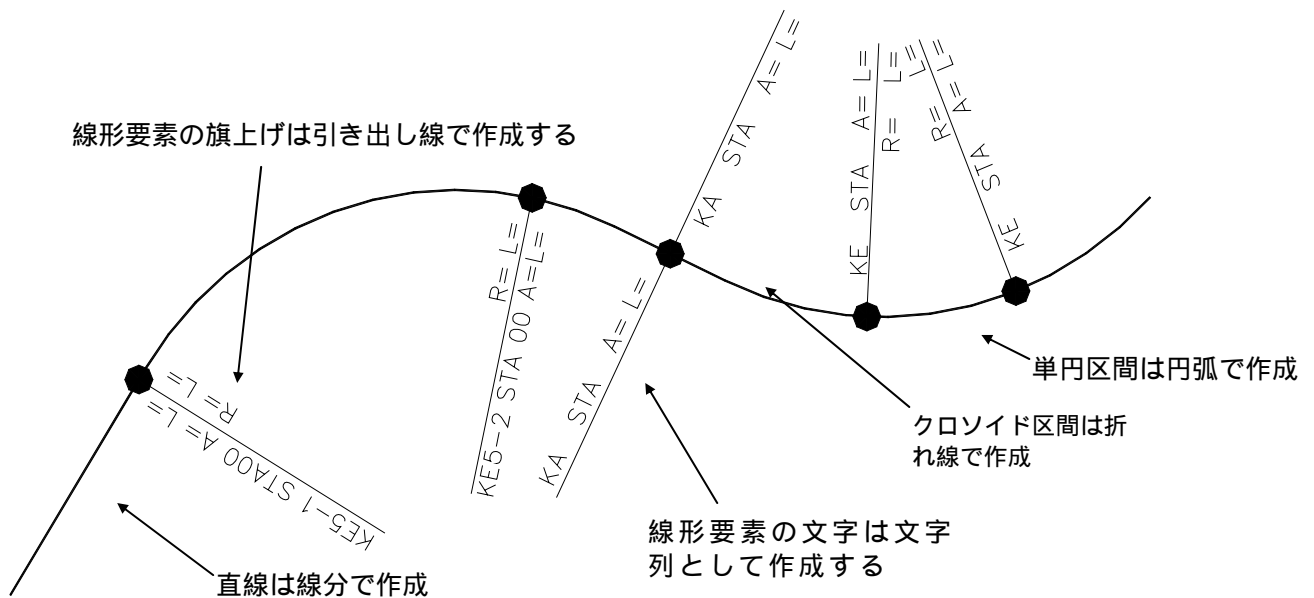 A= L=
KA STA
L=
R= L=
A= L=
R=
A= L=
KE STA
KE STA
線形要素の旗上げは引き出し線で作成する
R= L=
KE5-2 STA 00 A=L=
A= L=
KA STA
R= L=
KE5-1 STA00 A= L=
単円区間は円弧で作成
クロソイド区間は折
れ線で作成
線形要素の文字は文字
列として作成する
直線は線分で作成